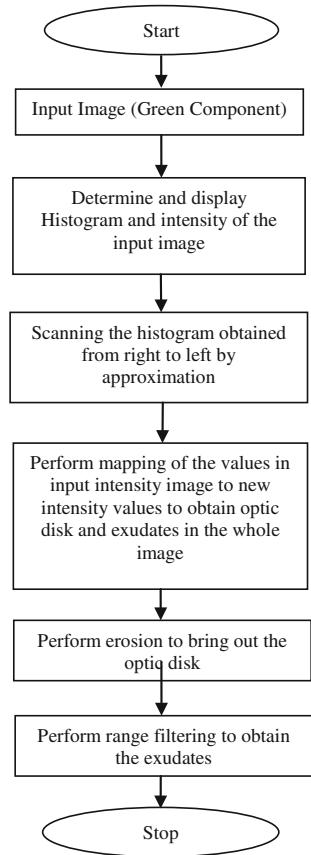 Start
Input Image (Green Component)
Determine and display
Histogram and intensity of the
input image
Scanning the histogram obtained
from right to left by
approximation
Perform mapping of the values in
input intensity image to new
intensity values to obtain optic
disk and exudates in the whole
image
Perform erosion to bring out the
optic disk
Perform range filtering to obtain
the exudates
Stop